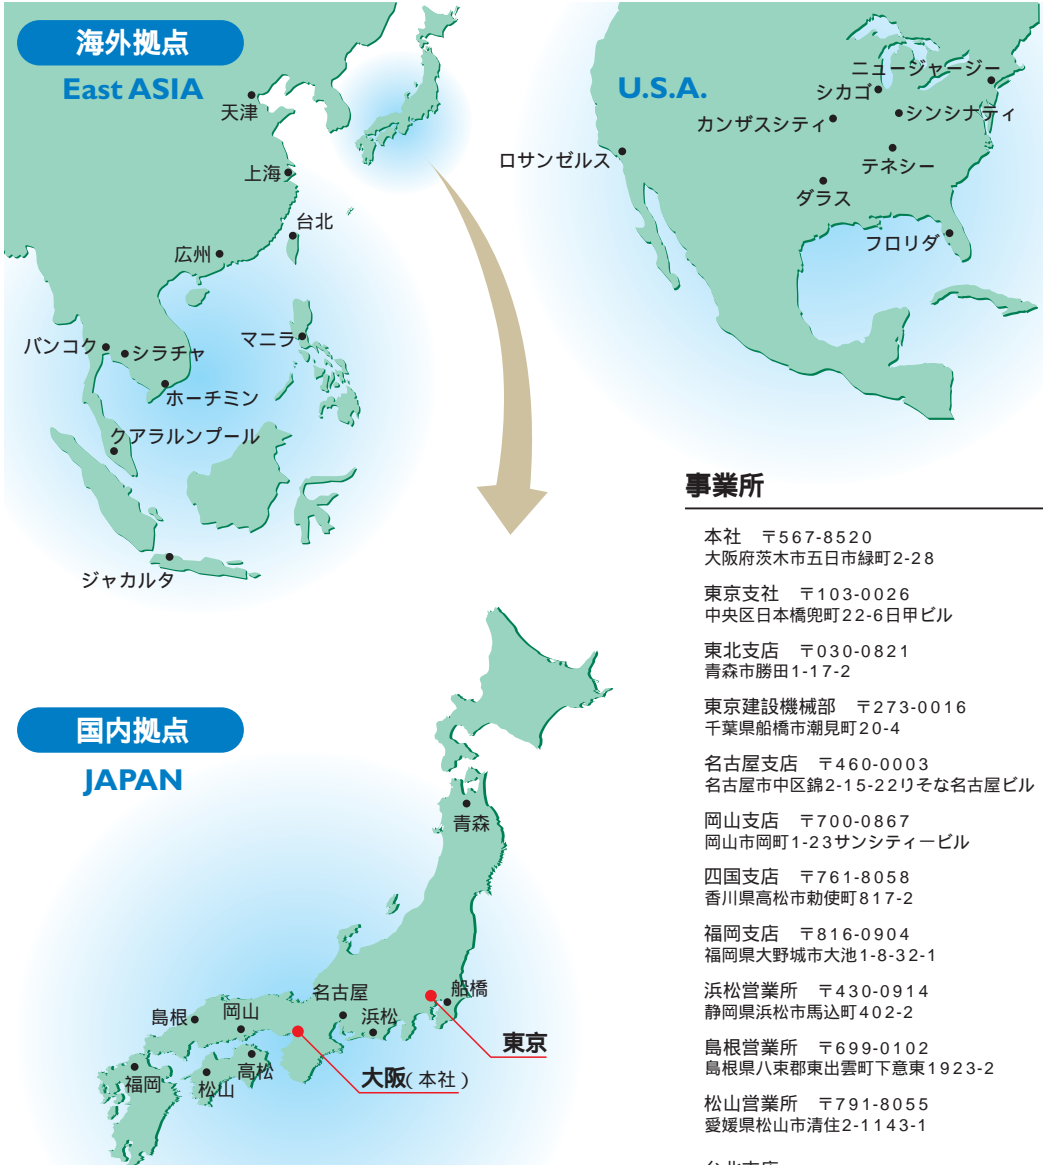 海外拠点
East ASIA
天津
上海
台北
広州
バンコク
シラチャ
マニラ
ホーチミン
クアラルンプール
ジャカルタ
U.S.A.
ニュージャージー
シカゴ
シンシナティ
カンザスシティ
ロサンゼルス
テネシー
ダラス
フロリダ
国内拠点
JAPAN
青森
名古屋
船橋
島根
岡山
浜松
東京
高松
大阪(本社)
福岡
松山
事業所
本社 〒567-8520
大阪府茨木市五日市緑町2-28
東京支社 〒103-0026
中央区日本橋兜町22-6日甲ビル
東北支店 〒030-0821
青森市勝田1-17-2
東京建設機械部 〒273-0016
千葉県船橋市潮見町20-4
名古屋支店 〒460-0003
名古屋市中区錦2-15-22りそな名古屋ビル
岡山支店 〒700-0867
岡山市岡町1-23サンシティービル
四国支店 〒761-8058
香川県高松市勅使町817-2
福岡支店 〒816-0904
福岡県大野城市大池1-8-32-1
浜松営業所 〒430-0914
静岡県浜松市馬込町402-2
島根営業所 〒699-0102
島根県八束郡東出雲町下意東1923-2
松山営業所 〒791-8055
愛媛県松山市清住2-1143-1